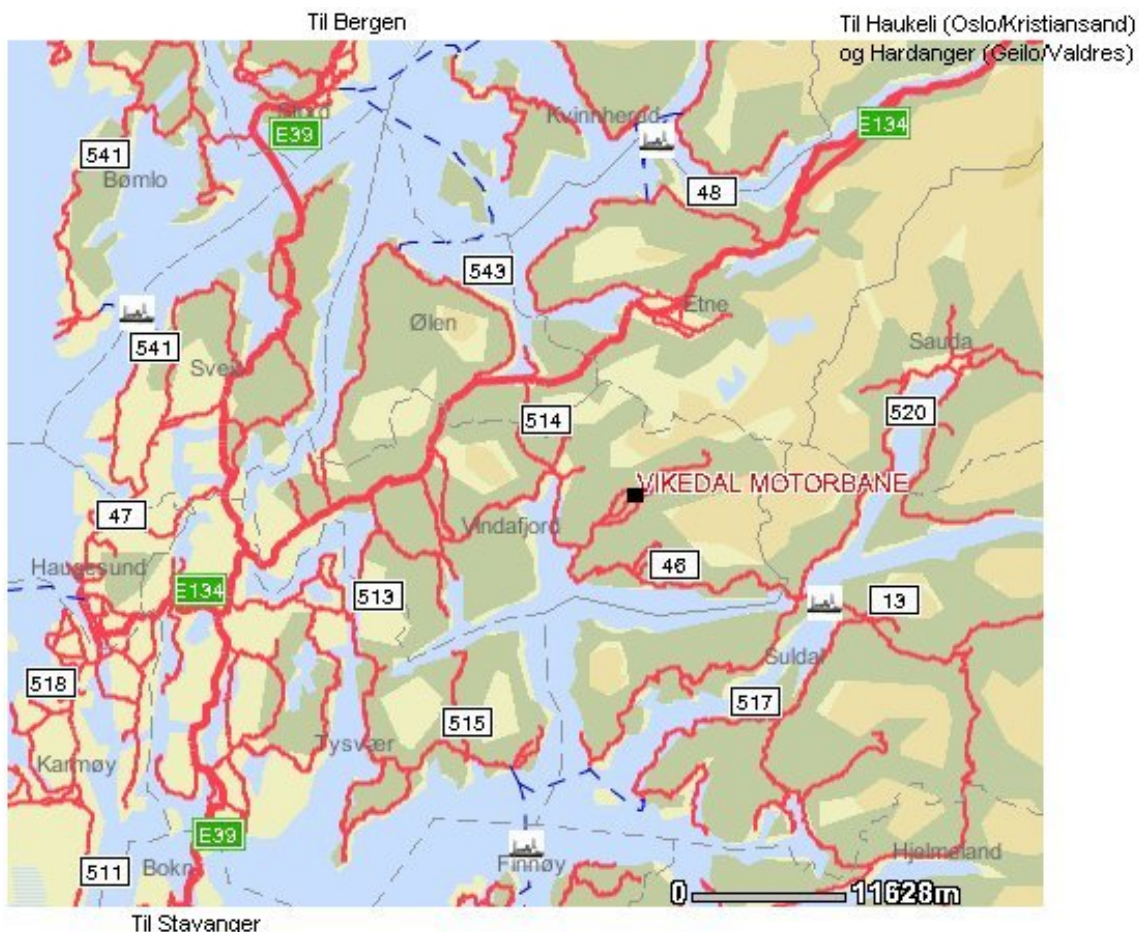 Til Bergen
Til Haukeli (Oslo/Kristiansand)
og Hardanger (Geilo/Valdres)
Stord
Kvinnherad
E39
E134
541
Bømlo
48
543
Etne
Ølen
541
Sveio
Sauda
520
514
VIKEDAL MOTORBANE
47
Vindafjord
Haugesund
46
E134
513
13
Suldal
518
517
515
Tysvær
Karmøy
E39
Finnøy
Hjelmeland
511
Bokn
0 11628m
Til Stavanger